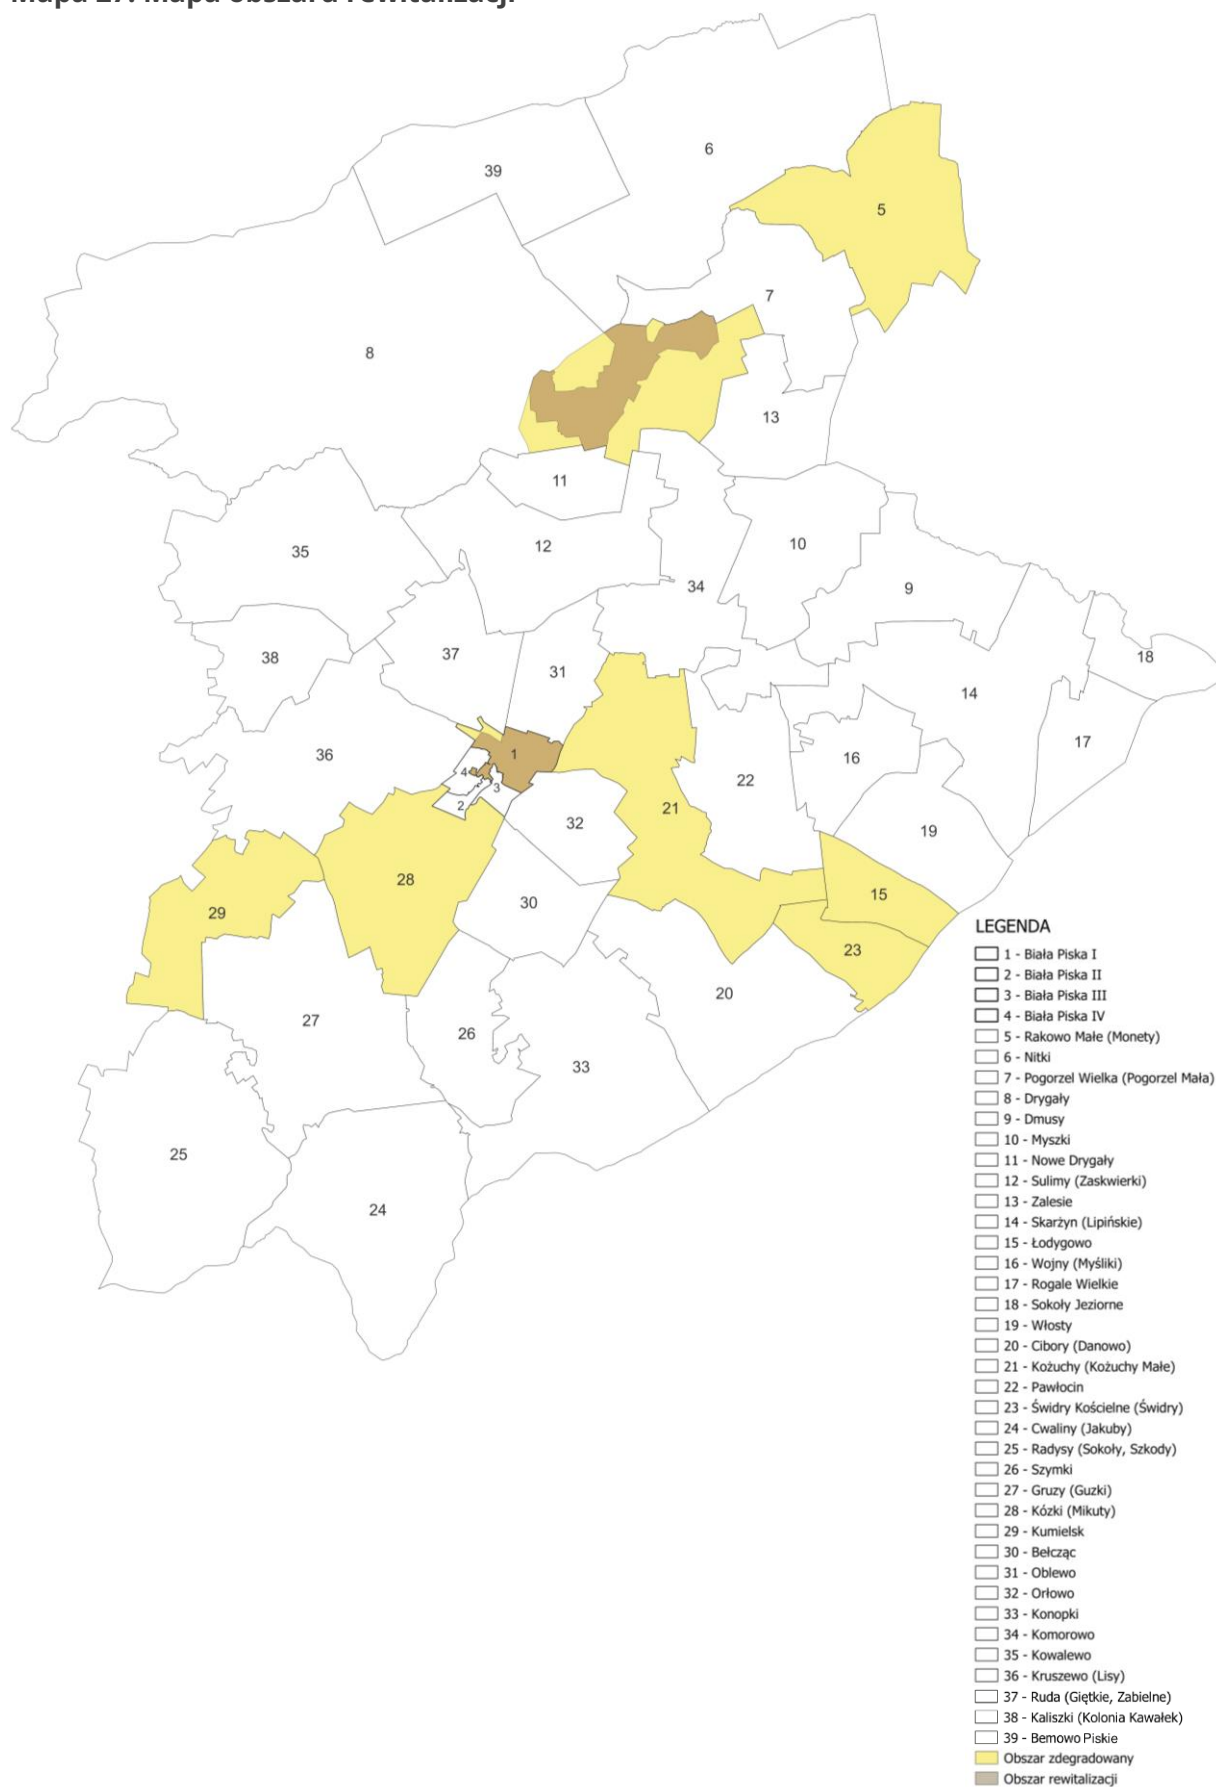 Mapa 27. Mapa obszaru rewitalizacji
6
39
5
7
8
13
11
35
12
10
34
9
38
37
31
18
14
36
1
16
17
4
3
22
2
32
21
19
28
15
29
30
23
20
27
26
33
25
24
LEGENDA
1 - Biała Piska I
2 - Biała Piska II
3 - Biała Piska III
4 - Biała Piska IV
5 - Rakowo Małe (Monety)
6 - Nitki
7 - Pogorzel Wielka (Pogorzel Mała)
8 - Drygały
9 - Dmusy
10 - Myszki
11 - Nowe Drygały
12 - Sulimy (Zaskwierki)
13 - Zalesie
14 - Skarżyn (Lipińskie)
15 - Łodygowo
16 - Wojny (Myśliki)
17 - Rogale Wielkie
18 - Sokoły Jeziorne
19 - Włosty
20 - Cibory (Danowo)
21 - Kożuchy (Kożuchy Małe)
22 - Pawłocin
23 - Świdry Kościelne (Świdry)
24 - Cwaliny (Jakuby)
25 - Radysy (Sokoły, Szkody)
26 - Szymki
27 - Gruzy (Guzki)
28 - Kózki (Mikuty)
29 - Kumielsk
30 - Bełcząc
31 - Oblewo
32 - Orłowo
33 - Konopki
34 - Komorowo
35 - Kowalewo
36 - Kruszewo (Lisy)
37 - Ruda (Giętkie, Zabielne)
38 - Kaliszki (Kolonia Kawałek)
39 - Bemowo Piskie
Obszar zdegradowany
Obszar rewitalizacji